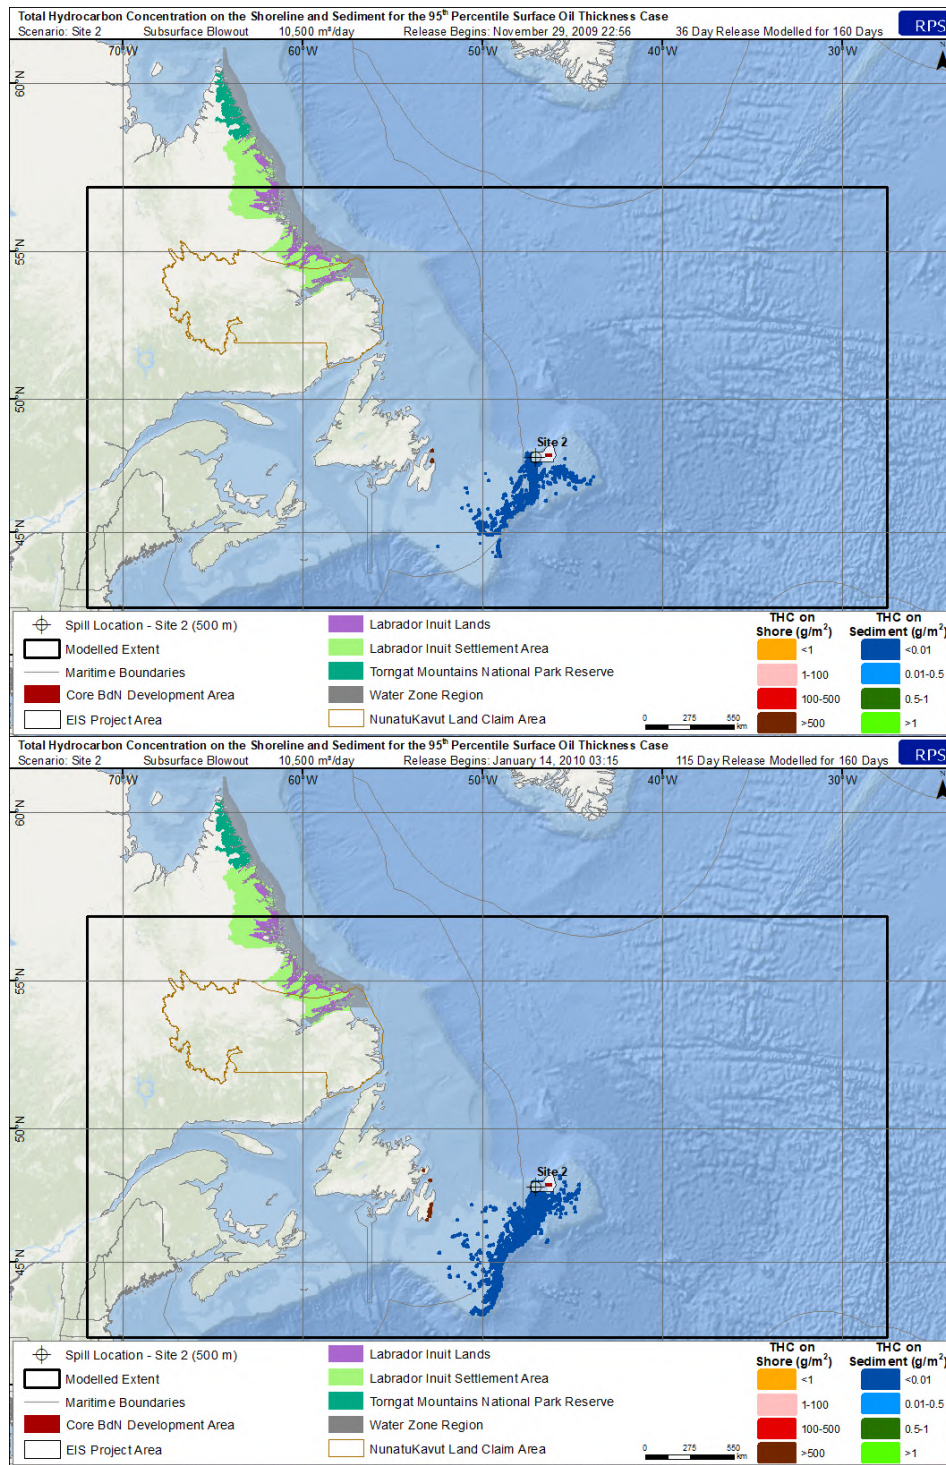 Total Hydrocarbon Concentration on the Shoreline and Sediment for the 95th Percentile Surface Oil Thickness Case
Scenario: Site 2 Subsurface Blowout 10,500 m³/day Release Begins: November 29, 2009 22:56 36 Day Release Modelled for 160 Days
RPS
70°W 60°W 50°W 40°W 30°W
60°N
55°N
50°N
Site 2
45°N
Spill Location - Site 2 (500 m)
Modelled Extent
Maritime Boundaries
Core BdN Development Area
EIS Project Area
Labrador Inuit Lands
Labrador Inuit Settlement Area
Torngat Mountains National Park Reserve
Water Zone Region
NunatuKavut Land Claim Area
0 275 550
km
THC on
Shore (g/m²)
<1
1-100
100-500
>500
THC on
Sediment (g/m²)
<0.01
0.01-0.5
0.5-1
>1
Total Hydrocarbon Concentration on the Shoreline and Sediment for the 95th Percentile Surface Oil Thickness Case
Scenario: Site 2 Subsurface Blowout 10,500 m³/day Release Begins: January 14, 2010 03:15 115 Day Release Modelled for 160 Days
RPS
70°W 60°W 50°W 40°W 30°W
60°N
55°N
50°N
Site 2
45°N
Spill Location - Site 2 (500 m)
Modelled Extent
Maritime Boundaries
Core BdN Development Area
EIS Project Area
Labrador Inuit Lands
Labrador Inuit Settlement Area
Torngat Mountains National Park Reserve
Water Zone Region
NunatuKavut Land Claim Area
0 275 550
km
THC on
Shore (g/m²)
<1
1-100
100-500
>500
THC on
Sediment (g/m²)
<0.01
0.01-0.5
0.5-1
>1